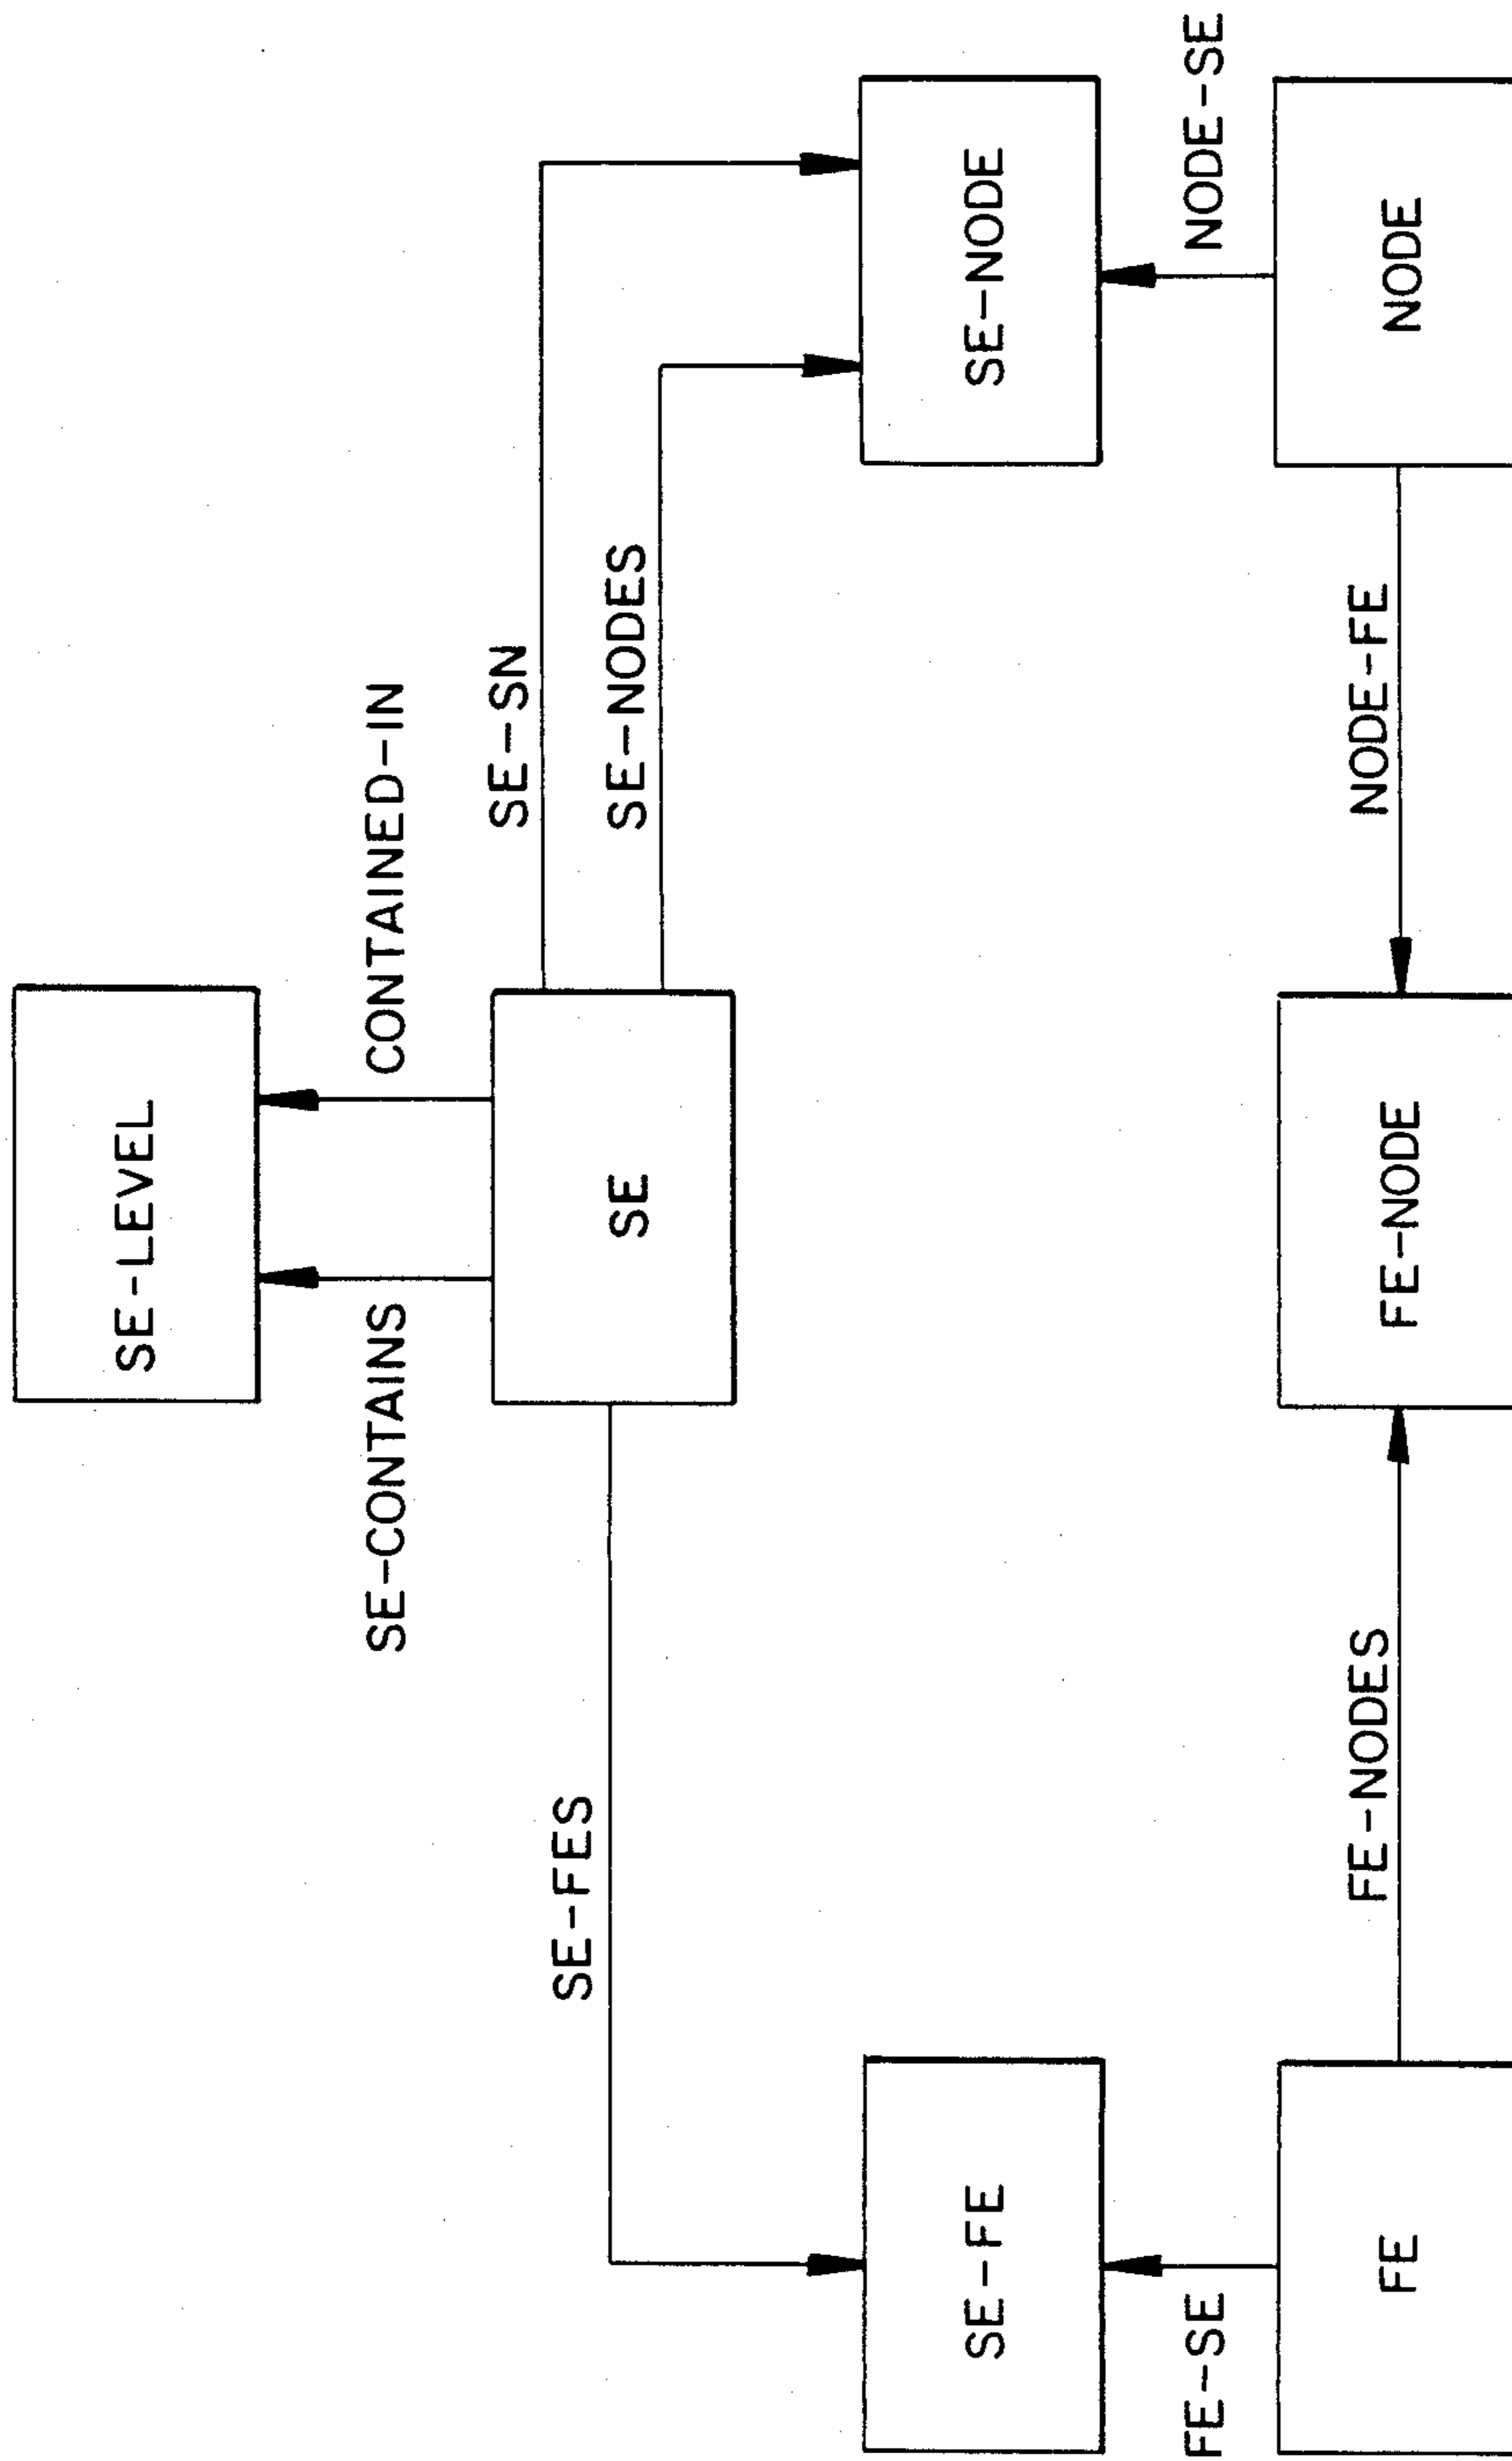 SE-LEVEL
SE-CONTAINS
CONTAINED-IN
SE-SN
SE-FES
SE
SE-NODES
SE-FE
SE-NODE
FE-SE
NODE-SE
FE-NODES
NODE-FE
FE
FE-NODE
NODE